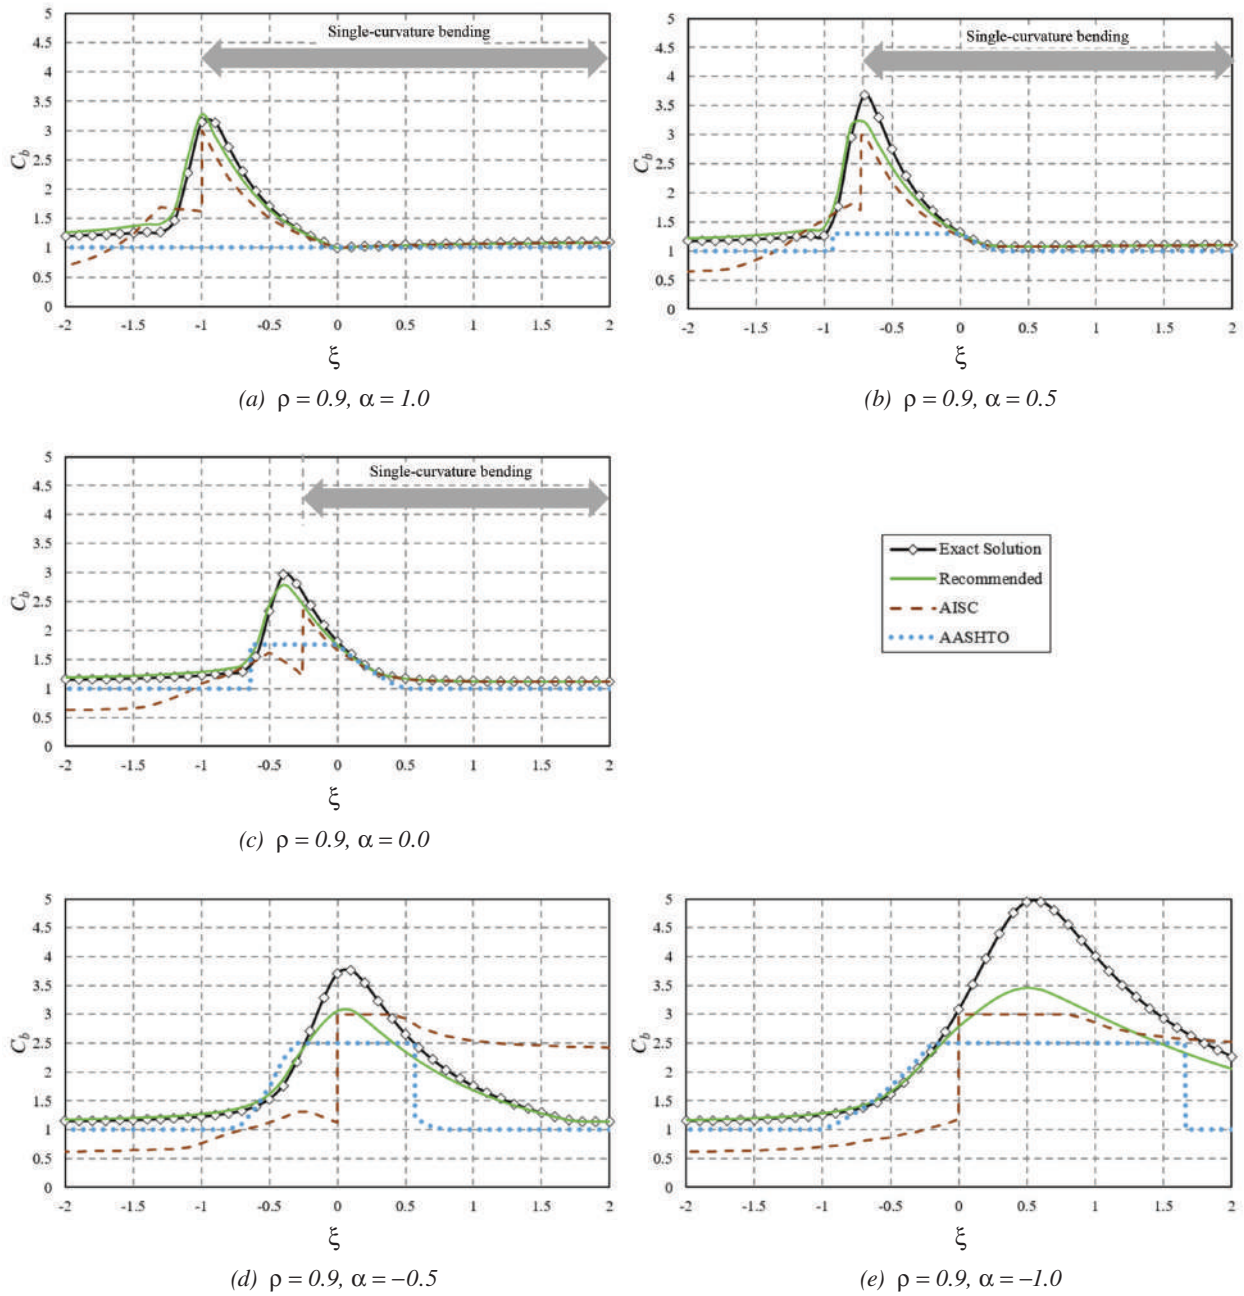 Single-curvature bending
5
4.5
4
3.5
3
2.5
2
1.5
1
0.5
0
C_b
-2 -1.5 -1 -0.5 0 0.5 1 1.5 2
ξ
(a) ρ = 0.9, α = 1.0
Single-curvature bending
5
4.5
4
3.5
3
2.5
2
1.5
1
0.5
0
C_b
-2 -1.5 -1 -0.5 0 0.5 1 1.5 2
ξ
(b) ρ = 0.9, α = 0.5
Single-curvature bending
5
4.5
4
3.5
3
2.5
2
1.5
1
0.5
0
C_b
-2 -1.5 -1 -0.5 0 0.5 1 1.5 2
ξ
(c) ρ = 0.9, α = 0.0
Exact Solution
Recommended
AISC
AASHTO
5
4.5
4
3.5
3
2.5
2
1.5
1
0.5
0
C_b
-2 -1.5 -1 -0.5 0 0.5 1 1.5 2
ξ
(d) ρ = 0.9, α = −0.5
5
4.5
4
3.5
3
2.5
2
1.5
1
0.5
0
C_b
-2 -1.5 -1 -0.5 0 0.5 1 1.5 2
ξ
(e) ρ = 0.9, α = −1.0